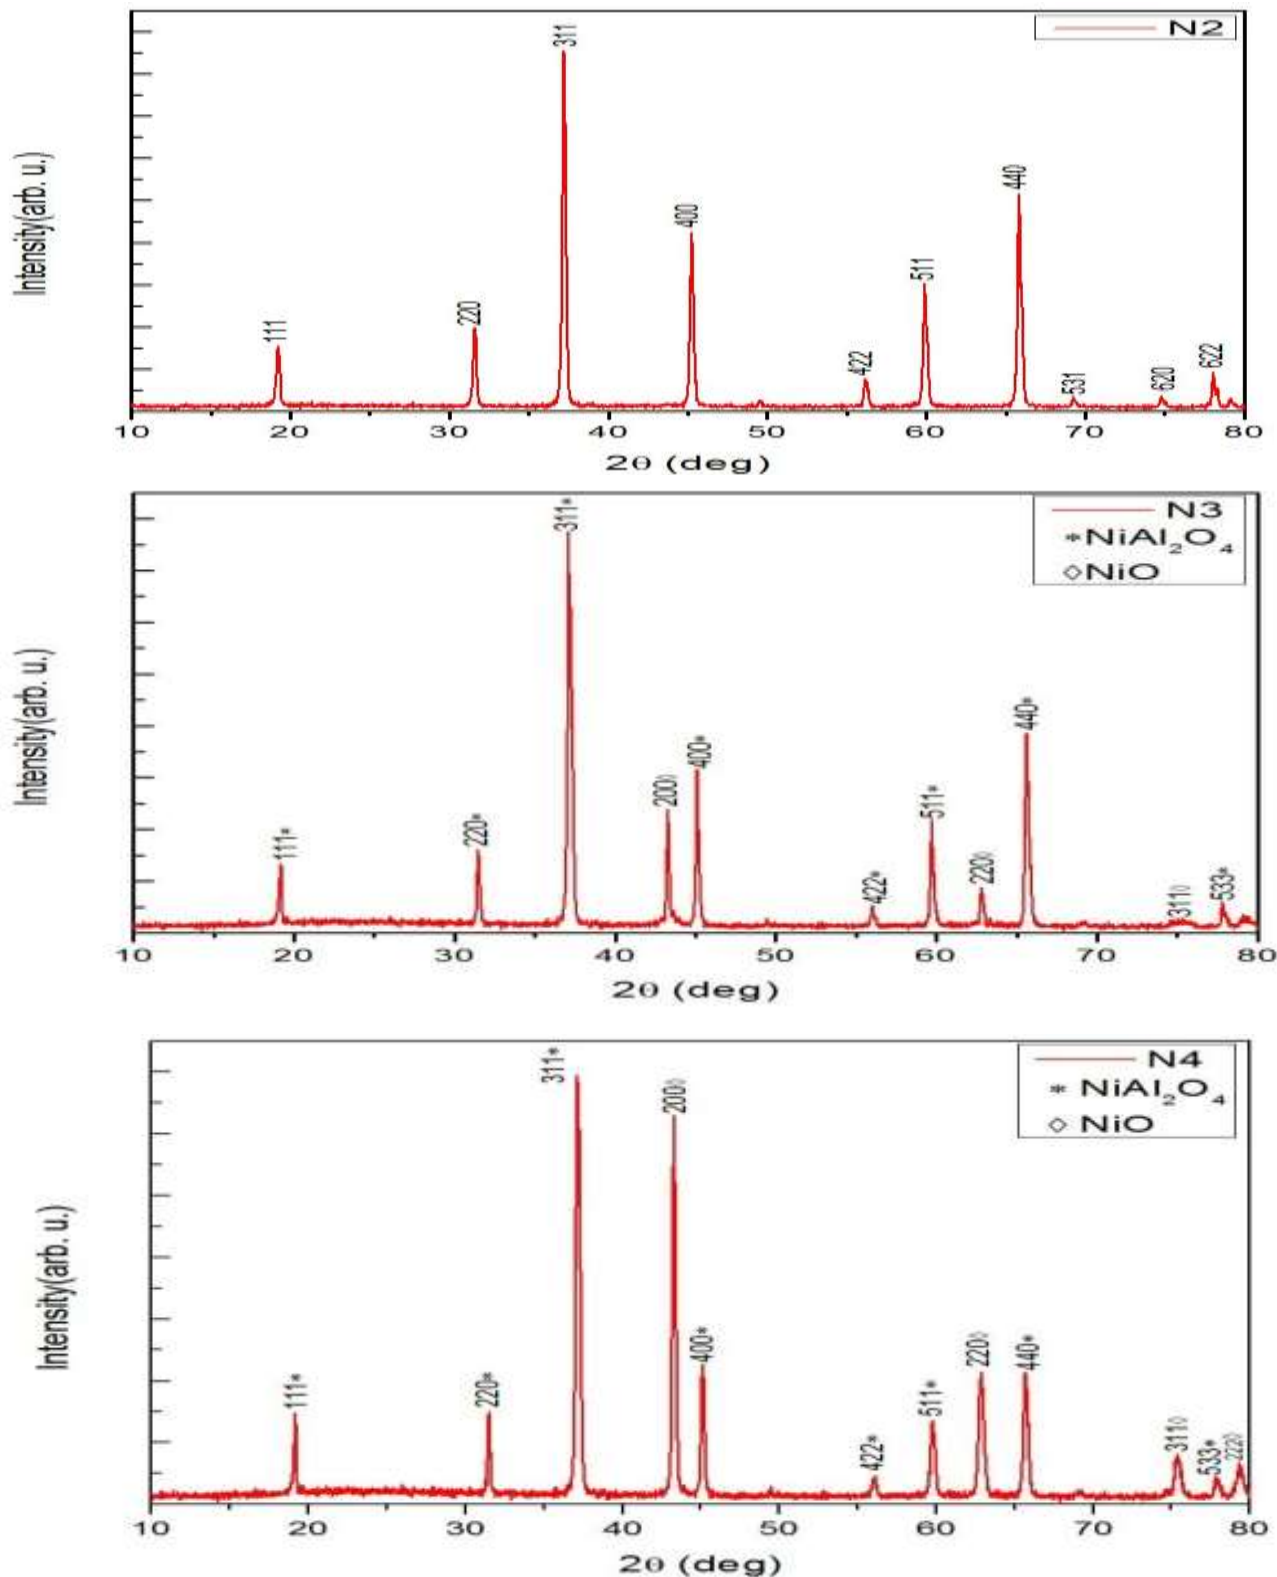 N2
311
440
400
511
220
111
422
622
620
531
Intensity(arb. u.)
10 20 30 40 50 60 70 80
2θ (deg)
N3
*NiAl₂O₄
◇NiO
311*
440*
400*
200◇
511*
220*
111*
220◇
422*
533*
311◇
Intensity(arb. u.)
10 20 30 40 50 60 70 80
2θ (deg)
N4
* NiAl₂O₄
◇ NiO
311*
200◇
400*
220◇
440*
111*
220*
511*
311◇
422*
533*
222◇
Intensity(arb. u.)
10 20 30 40 50 60 70 80
2θ (deg)